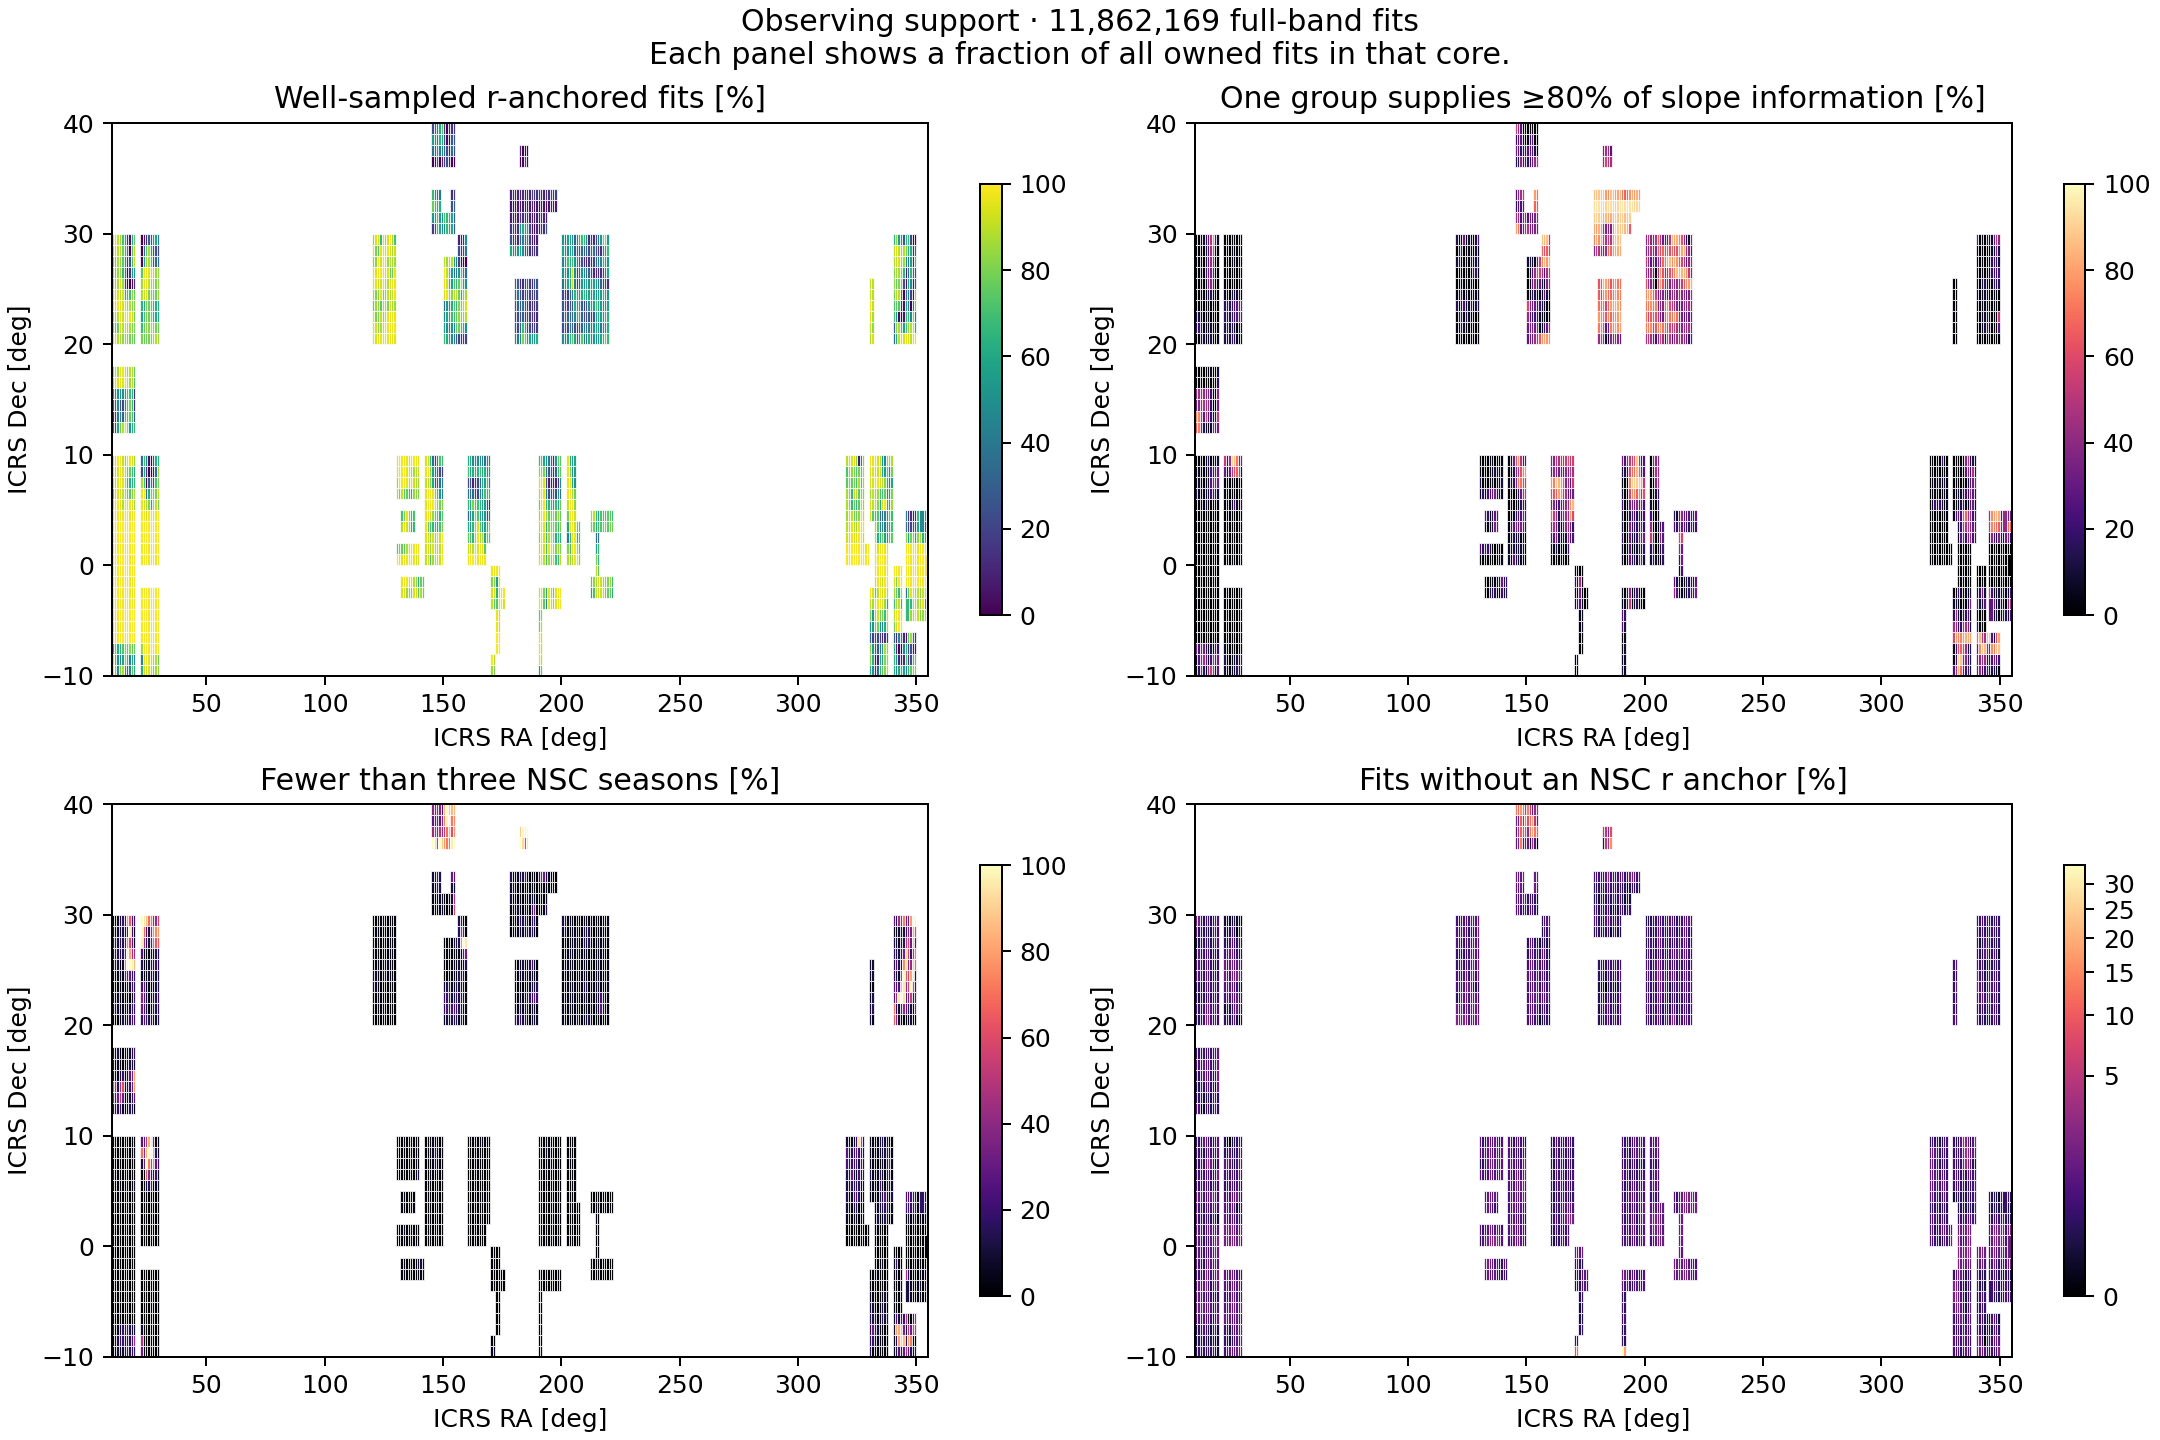 Observing support · 11,862,169 full-band fits
Each panel shows a fraction of all owned fits in that core.
Well-sampled r-anchored fits [%]
40
30
20
10
0
−10
ICRS Dec [deg]
50 100 150 200 250 300 350
ICRS RA [deg]
100
80
60
40
20
0
One group supplies ≥80% of slope information [%]
40
30
20
10
0
−10
ICRS Dec [deg]
50 100 150 200 250 300 350
ICRS RA [deg]
100
80
60
40
20
0
Fewer than three NSC seasons [%]
40
30
20
10
0
−10
ICRS Dec [deg]
50 100 150 200 250 300 350
ICRS RA [deg]
100
80
60
40
20
0
Fits without an NSC r anchor [%]
40
30
20
10
0
−10
ICRS Dec [deg]
50 100 150 200 250 300 350
ICRS RA [deg]
30
25
20
15
10
5
0